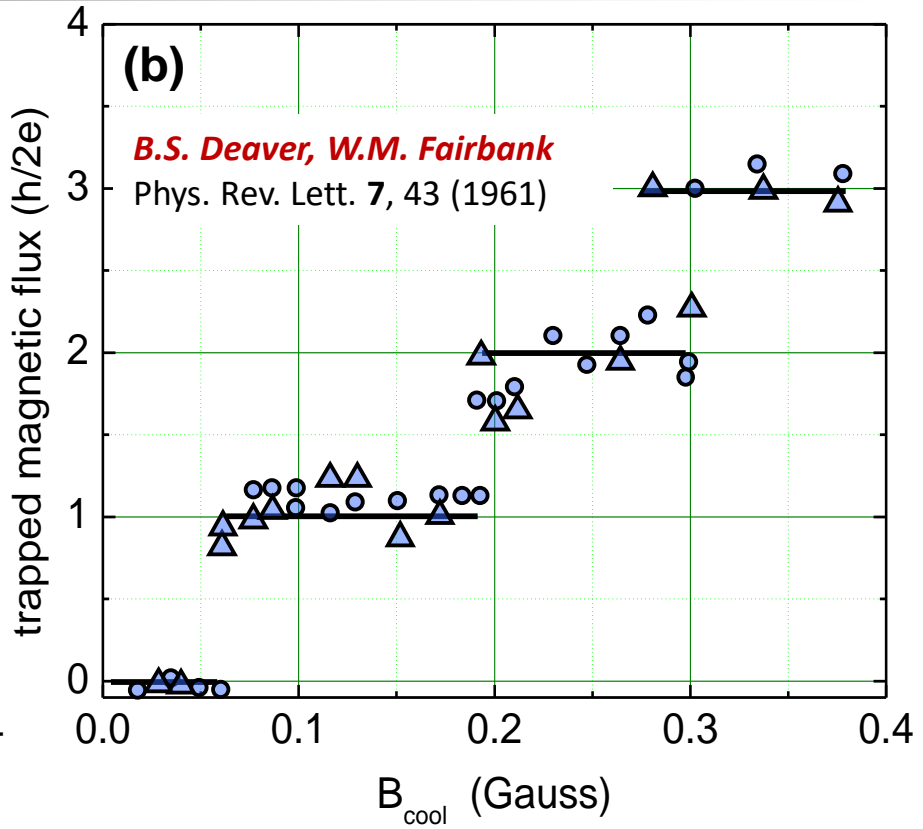 (b)
B.S. Deaver, W.M. Fairbank
Phys. Rev. Lett. 7, 43 (1961)
trapped magnetic flux (h/2e)
4
3
2
1
0
0.0 0.1 0.2 0.3 0.4
B_cool (Gauss)